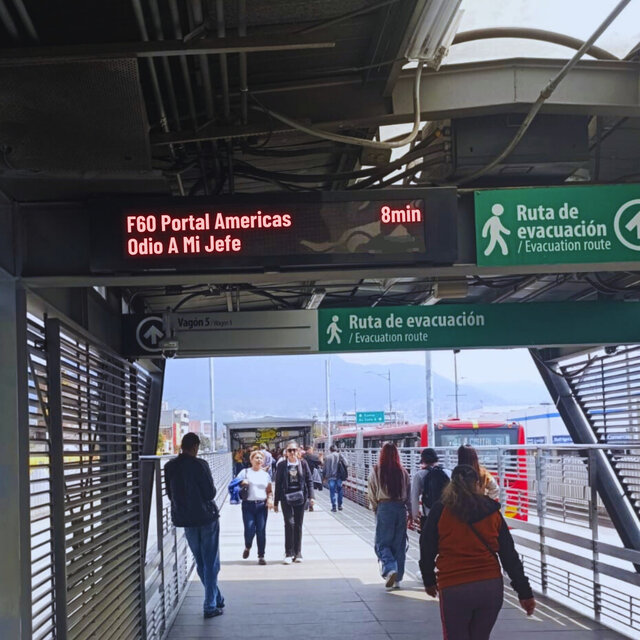 F60 Portal Americas
8min
Odio A Mi Jefe
Ruta de
evacuación
/ Evacuation route
Vagón 5
Ruta de evacuación
/ Evacuation route